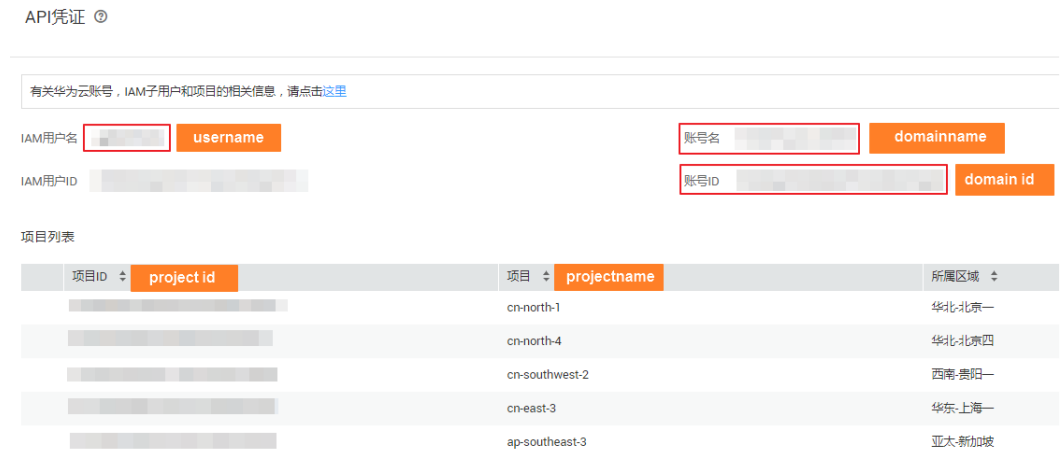 API凭证
有关华为云账号，IAM子用户和项目的相关信息，请点击这里
IAM用户名 username 账号名 domainname
IAM用户ID 账号ID domain id
项目列表
项目ID project id 项目 projectname 所属区域
cn-north-1 华北-北京一
cn-north-4 华北-北京四
cn-southwest-2 西南-贵阳一
cn-east-3 华东-上海一
ap-southeast-3 亚太-新加坡